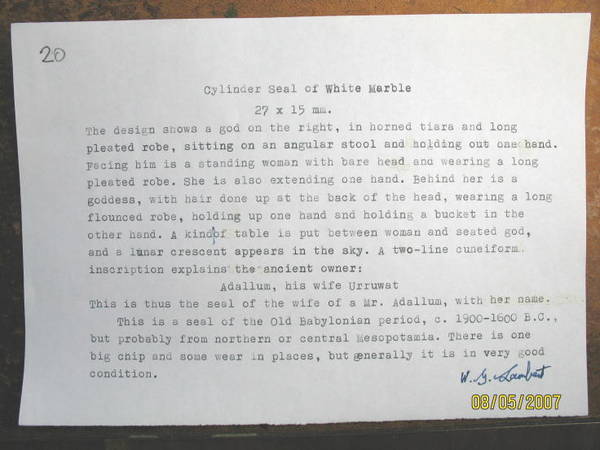 20
Cylinder Seal of White Marble
27 x 15 mm.
The design shows a god on the right, in horned tiara and long
pleated robe, sitting on an angular stool and holding out one hand.
Facing him is a standing woman with bare head and wearing a long
pleated robe. She is also extending one hand. Behind her is a
goddess, with hair done up at the back of the head, wearing a long
flounced robe, holding up one hand and holding a bucket in the
other hand. A kind of table is put between woman and seated god,
and a lunar crescent appears in the sky. A two-line cuneiform
inscription explains the ancient owner:
Adallum, his wife Urruwat
This is thus the seal of the wife of a Mr. Adallum, with her name.
This is a seal of the Old Babylonian period, c. 1900-1600 B.C.,
but probably from northern or central Mesopotamia. There is one
big chip and some wear in places, but generally it is in very good
condition.
W. G. Lambert
08/05/2007